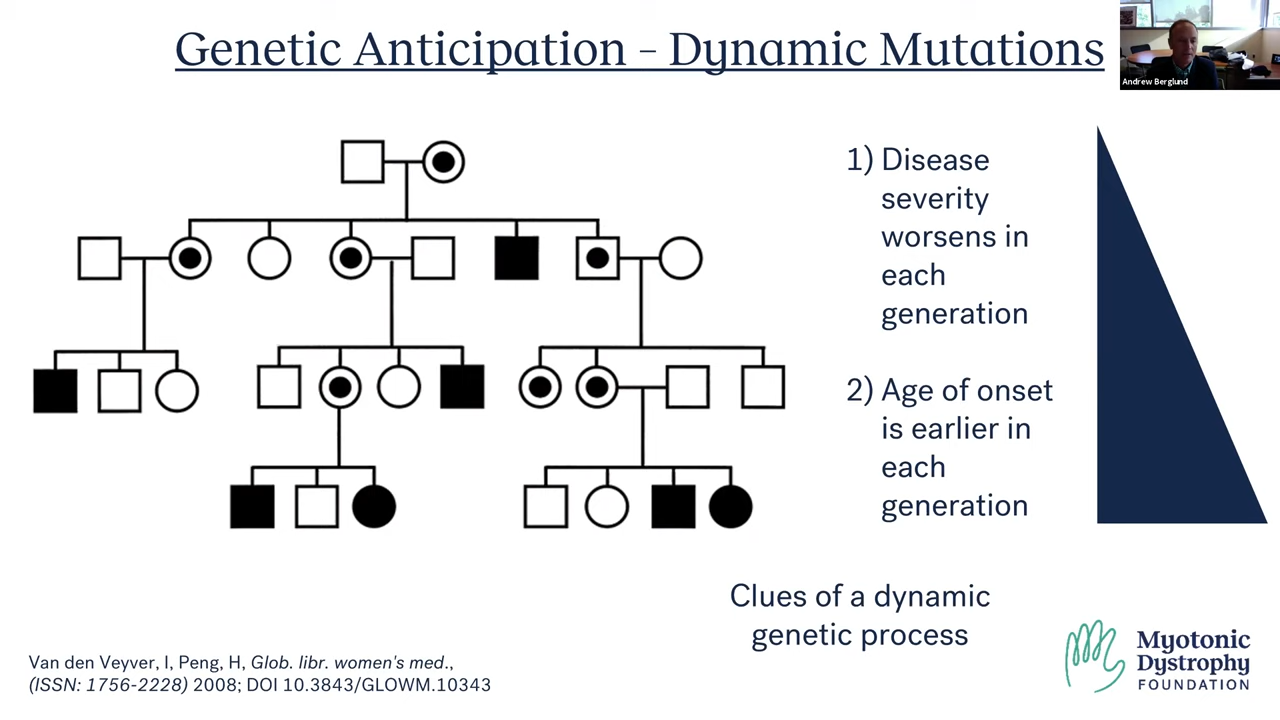 Genetic Anticipation – Dynamic Mutations
Andrew Berglund
1) Disease
severity
worsens in
each
generation
2) Age of onset
is earlier in
each
generation
Clues of a dynamic
genetic process
Van den Veyver, I, Peng, H, Glob. libr. women's med.,
(ISSN: 1756-2228) 2008; DOI 10.3843/GLOWM.10343
Myotonic
Dystrophy
FOUNDATION